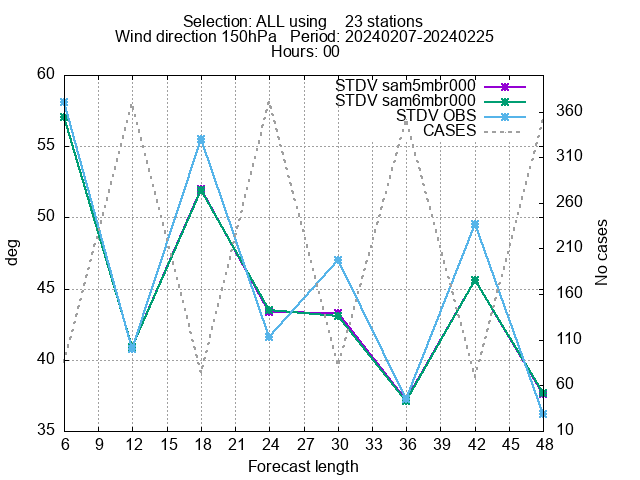 Selection: ALL using    23 stations
Wind direction 150hPa   Period: 20240207-20240225
Hours: 00
STDV sam5mbr000
STDV sam6mbr000
STDV OBS
CASES
60
55
50
45
40
35
deg
360
310
260
210
160
110
60
10
No cases
6 9 12 15 18 21 24 27 30 33 36 39 42 45 48
Forecast length